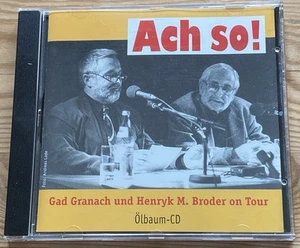 Ach so!
Gad Granach und Henryk M. Broder on Tour
Ölbaum-CD